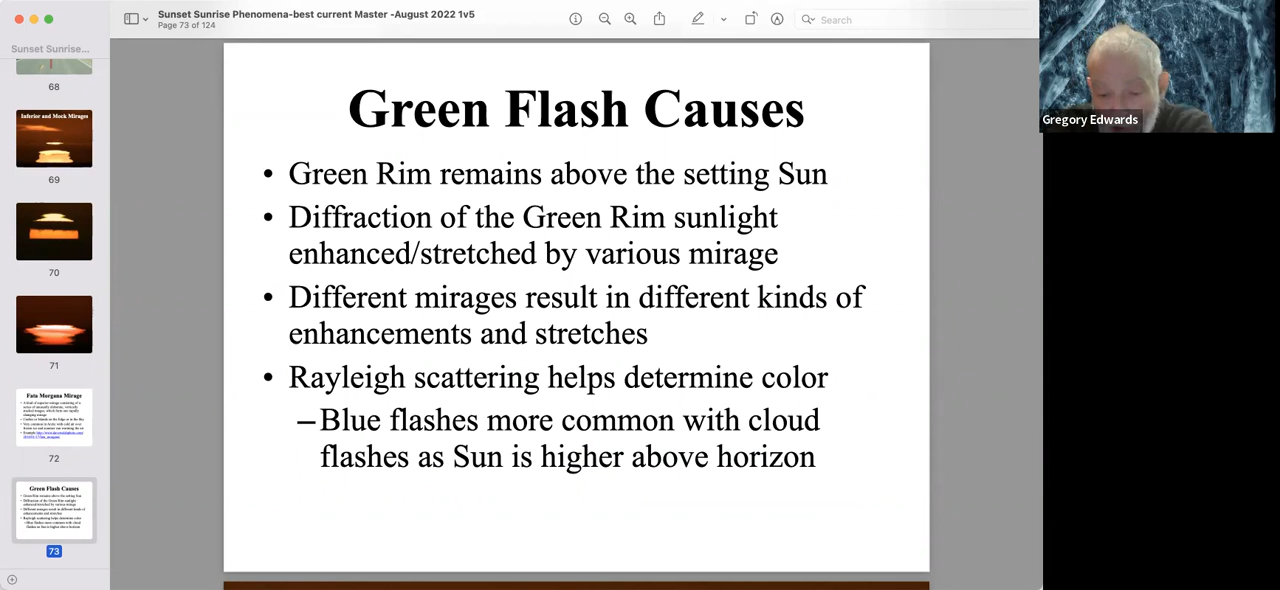 Sunset Sunrise Phenomena-best current Master -August 2022 1v5
Page 73 of 124
Search
Sunset Sunrise...
68
Inferior and Mock Mirages
69
70
71
Fata Morgana Mirage
72
Green Flash Causes
73
Green Flash Causes
• Green Rim remains above the setting Sun
• Diffraction of the Green Rim sunlight
enhanced/stretched by various mirage
• Different mirages result in different kinds of
enhancements and stretches
• Rayleigh scattering helps determine color
–Blue flashes more common with cloud
flashes as Sun is higher above horizon
Gregory Edwards